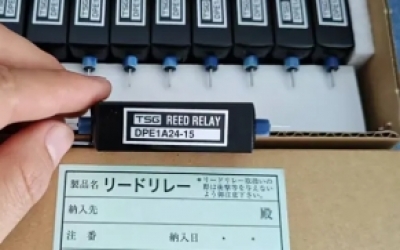 TSG REED RELAY
DPE1A24-15
製品名 リードリレー
納入先 殿
注 番 納入日 ・ ・